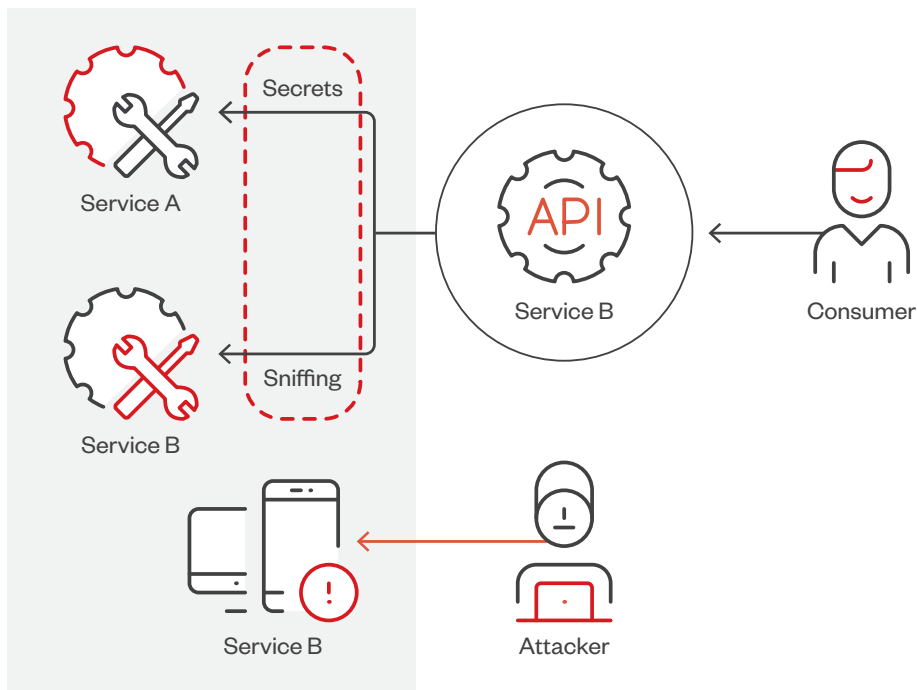 Secrets
Service A
API
Service B
Consumer
Sniffing
Service B
Service B
Attacker